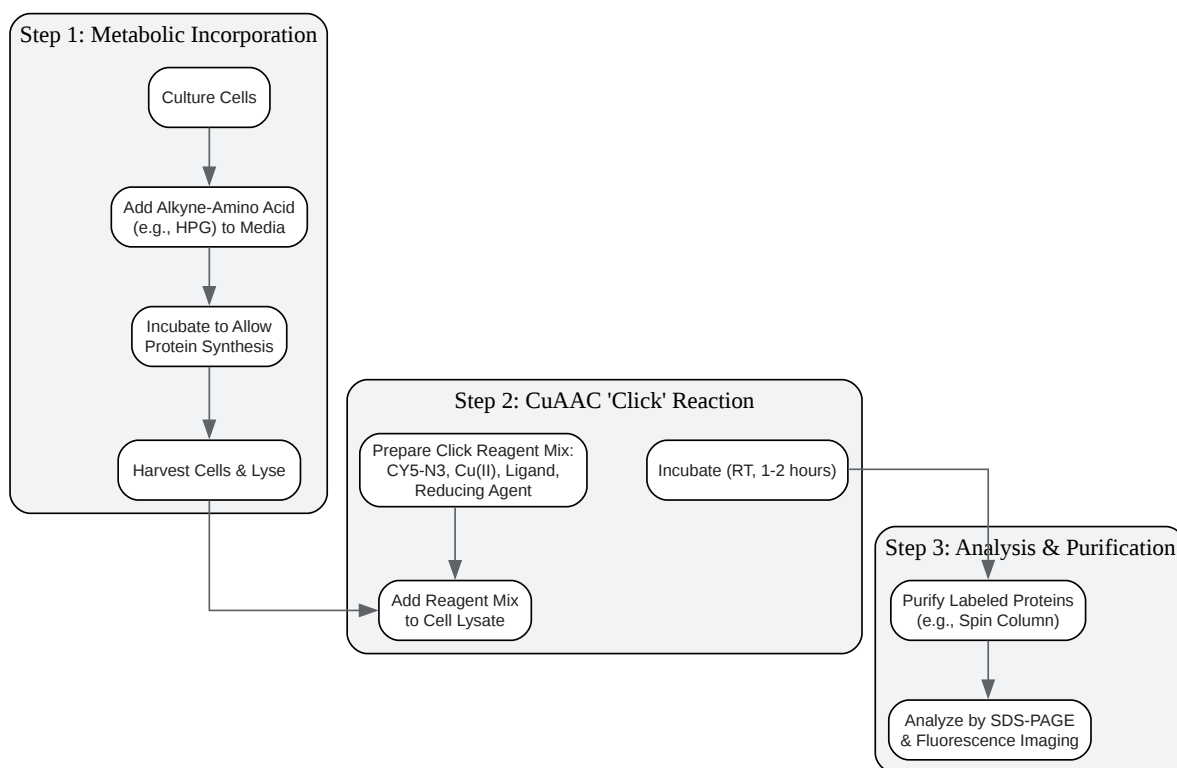 Step 1: Metabolic Incorporation
Culture Cells
Add Alkyne-Amino Acid
(e.g., HPG) to Media
Incubate to Allow
Protein Synthesis
Harvest Cells & Lyse
Step 2: CuAAC 'Click' Reaction
Prepare Click Reagent Mix:
CY5-N3, Cu(II), Ligand,
Reducing Agent
Incubate (RT, 1-2 hours)
Add Reagent Mix
to Cell Lysate
Step 3: Analysis & Purification
Purify Labeled Proteins
(e.g., Spin Column)
Analyze by SDS-PAGE
& Fluorescence Imaging